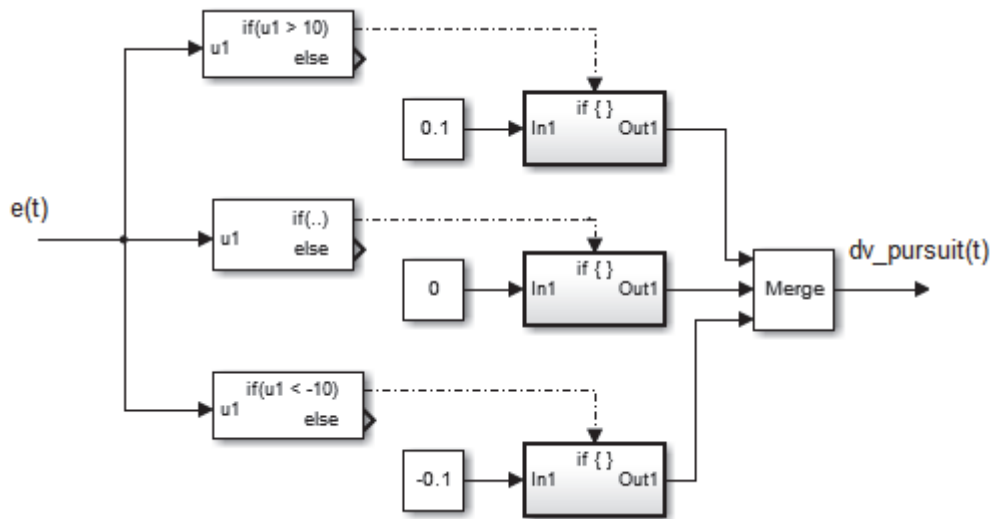 if(u1 > 10)
u1
else
if { }
0.1
In1
Out1
e(t)
if(..)
u1
else
if { }
0
In1
Out1
Merge
dv_pursuit(t)
if(u1 < -10)
u1
else
if { }
-0.1
In1
Out1